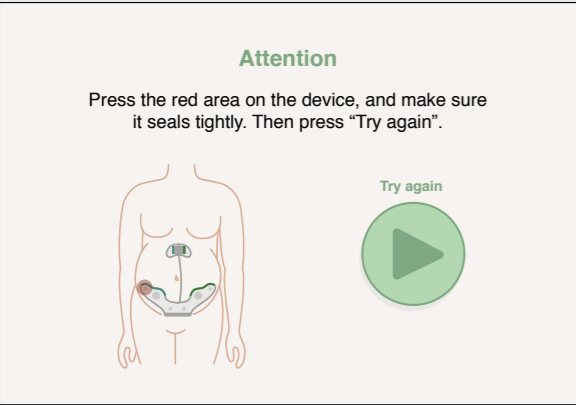 Attention
Press the red area on the device, and make sure
it seals tightly. Then press “Try again”.
Try again